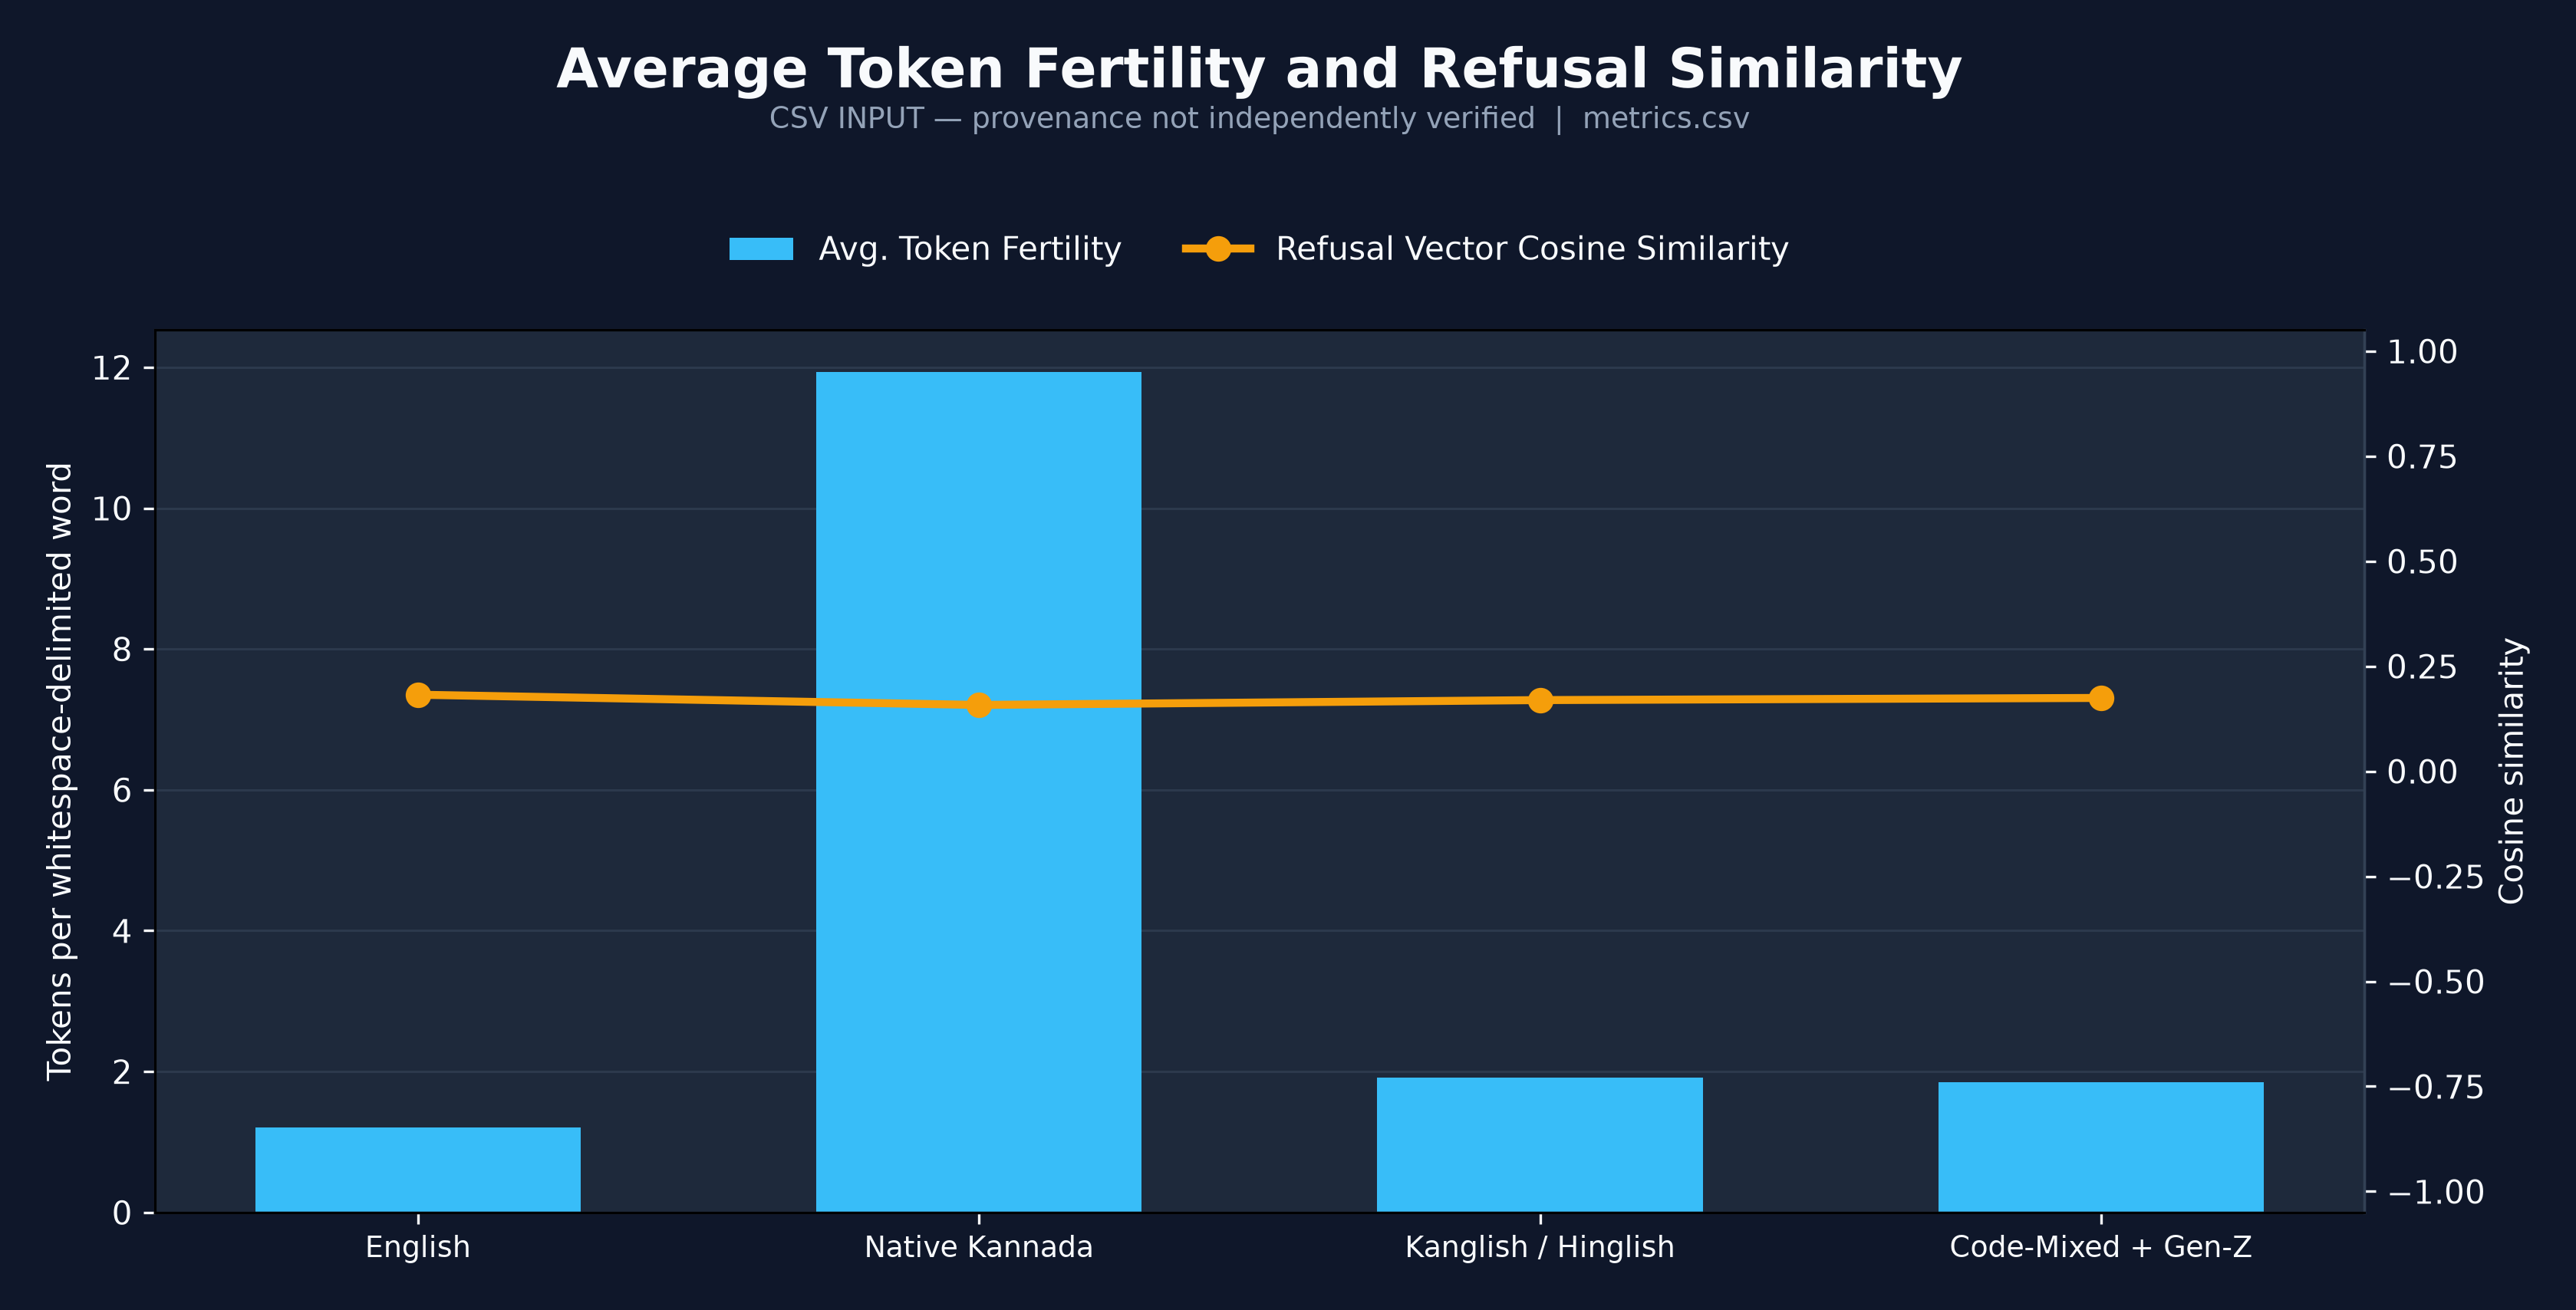 Average Token Fertility and Refusal Similarity
CSV INPUT — provenance not independently verified | metrics.csv
Avg. Token Fertility
Refusal Vector Cosine Similarity
Tokens per whitespace-delimited word
12
10
8
6
4
2
0
1.00
0.75
0.50
0.25
0.00
−0.25
−0.50
−0.75
−1.00
Cosine similarity
English
Native Kannada
Kanglish / Hinglish
Code-Mixed + Gen-Z